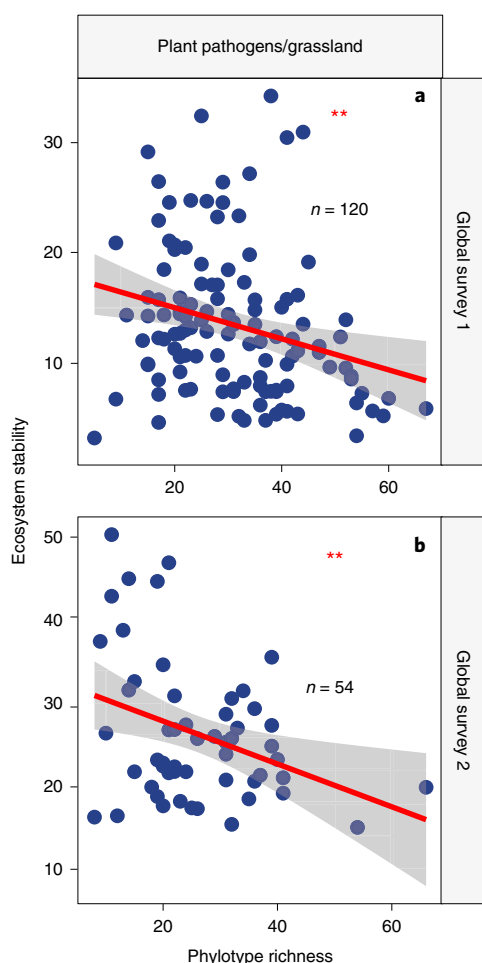 Plant pathogens/grassland
a
**
n = 120
30
20
10
20
40
60
Global survey 1
Ecosystem stability
b
**
n = 54
50
40
30
20
10
20
40
60
Global survey 2
Phylotype richness